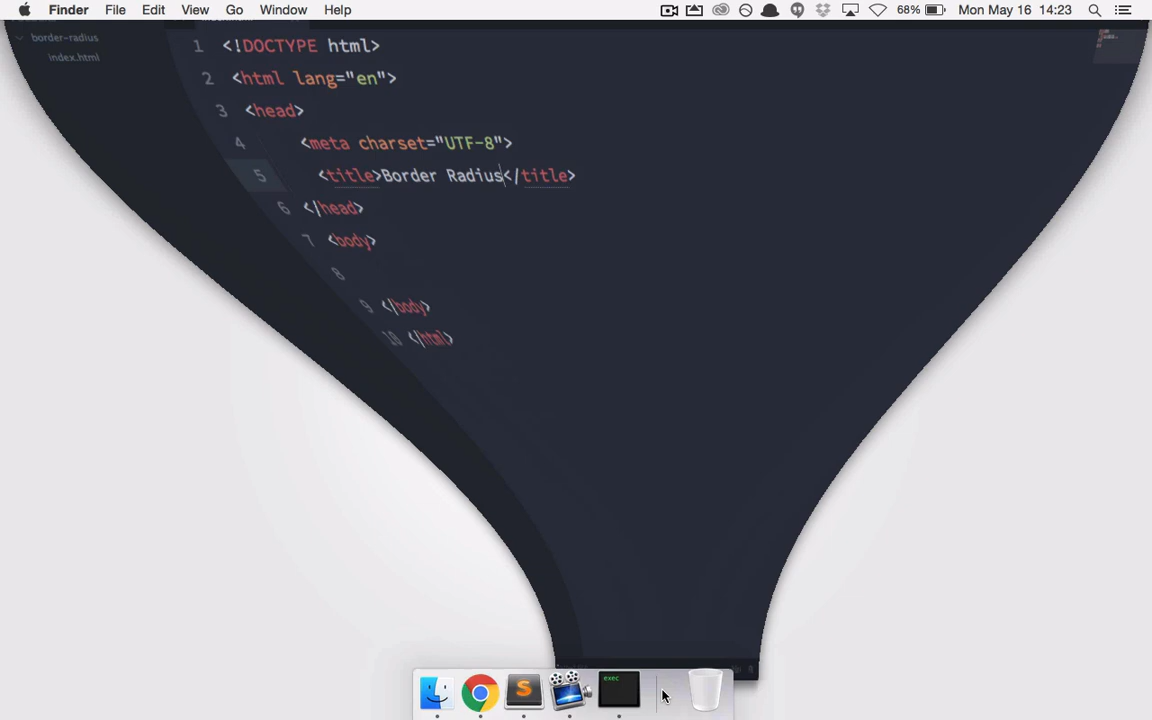 Finder File Edit View Go Window Help 68% Mon May 16 14:23
border-radius
index.html
1 <!DOCTYPE html>
2 <html lang="en">
3 <head>
4 <meta charset="UTF-8">
5 <title>Border Radius</title>
6 </head>
7 <body>
8
9 </body>
10 </html>
exec